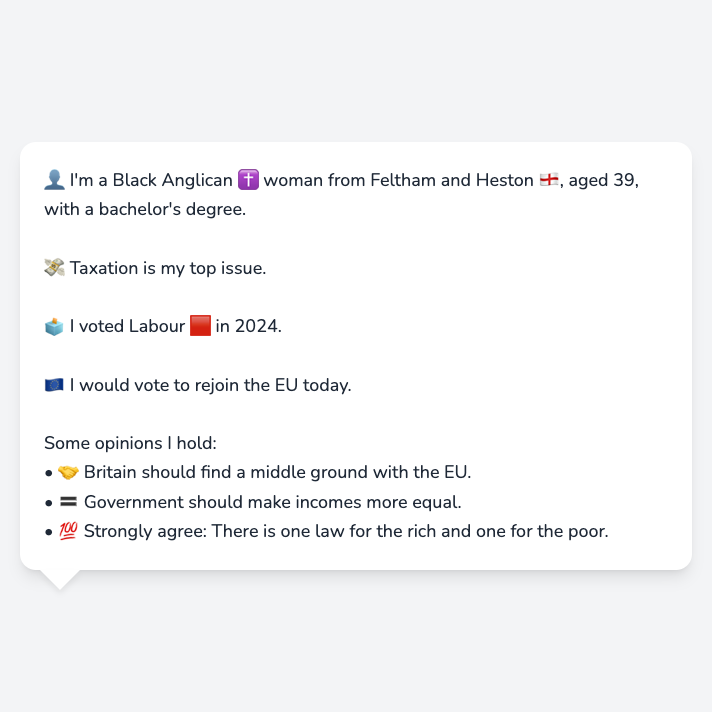 👤 I'm a Black Anglican ✝️ woman from Feltham and Heston 🏴󠁧󠁢󠁥󠁮󠁧󠁿, aged 39,
with a bachelor's degree.
💸 Taxation is my top issue.
🗳️ I voted Labour 🟥 in 2024.
🇪🇺 I would vote to rejoin the EU today.
Some opinions I hold:
• 🤝 Britain should find a middle ground with the EU.
• 🟰 Government should make incomes more equal.
• 💯 Strongly agree: There is one law for the rich and one for the poor.